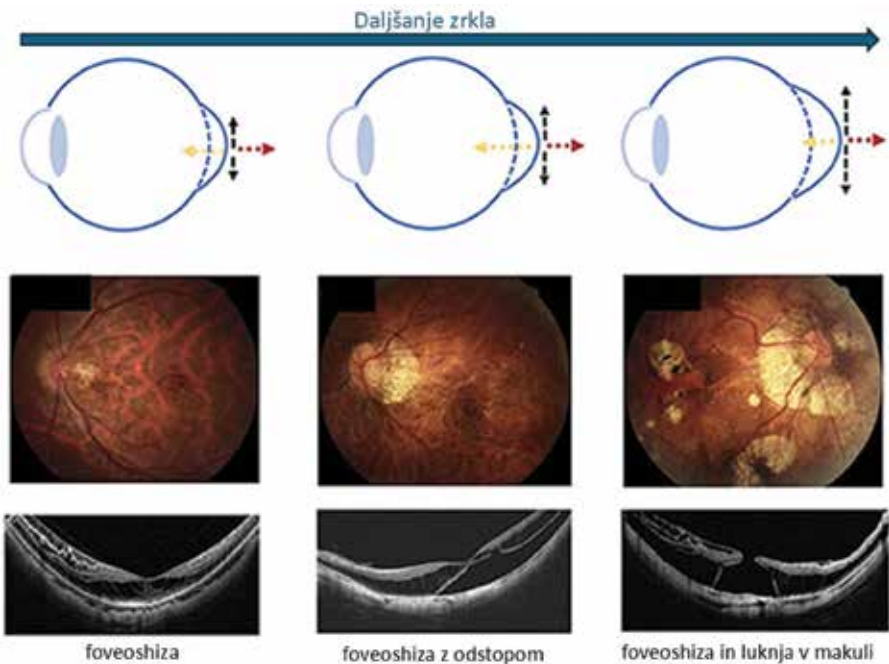 Daljšanje zrkla
foveoshiza
foveoshiza z odstopom
foveoshiza in luknja v makuli